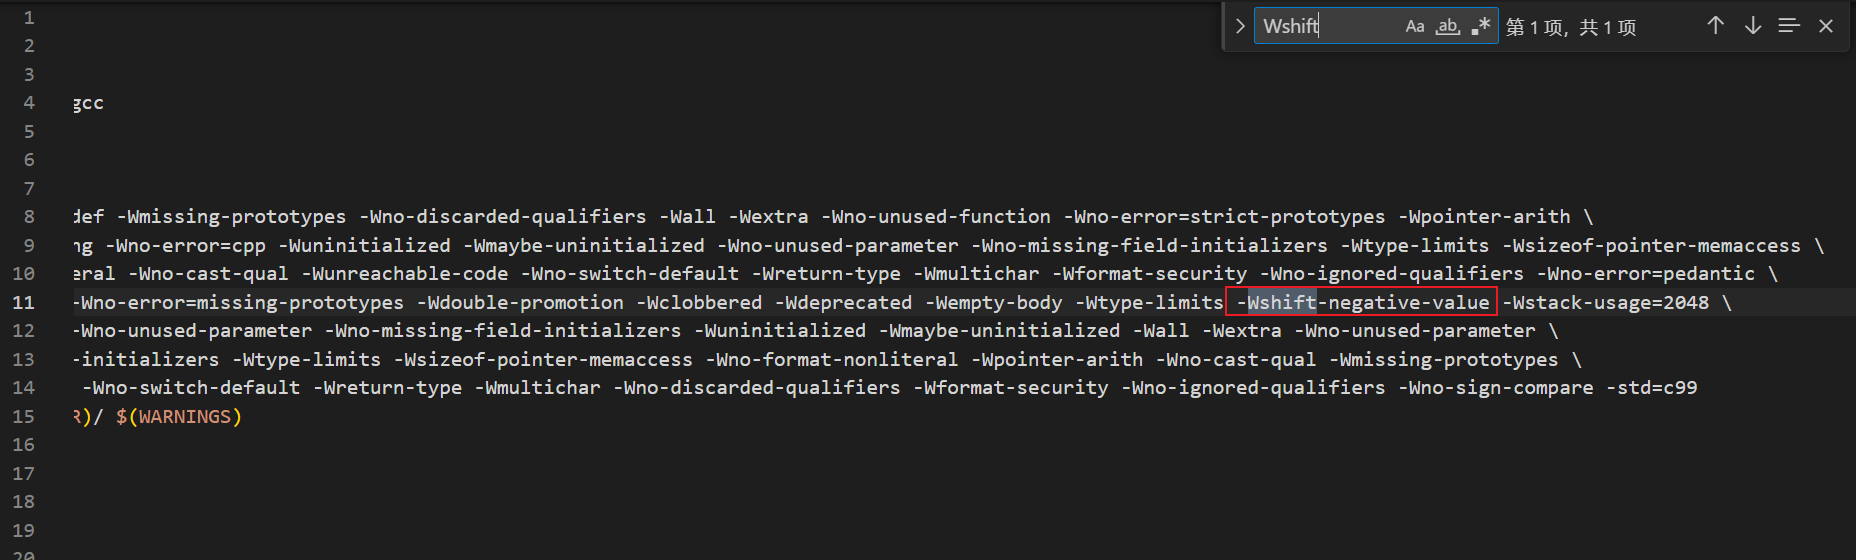 Wshift Aa ab 第 1 项，共 1 项
1
2
3
4 gcc
5
6
7
8 def -Wmissing-prototypes -Wno-discarded-qualifiers -Wall -Wextra -Wno-unused-function -Wno-error=strict-prototypes -Wpointer-arith \
9 ng -Wno-error=cpp -Wuninitialized -Wmaybe-uninitialized -Wno-unused-parameter -Wno-missing-field-initializers -Wtype-limits -Wsizeof-pointer-memaccess \
10 eral -Wno-cast-qual -Wunreachable-code -Wno-switch-default -Wreturn-type -Wmultichar -Wformat-security -Wno-ignored-qualifiers -Wno-error=pedantic \
11 -Wno-error=missing-prototypes -Wdouble-promotion -Wclobbered -Wdeprecated -Wempty-body -Wtype-limits -Wshift-negative-value -Wstack-usage=2048 \
12 -Wno-unused-parameter -Wno-missing-field-initializers -Wuninitialized -Wmaybe-uninitialized -Wall -Wextra -Wno-unused-parameter \
13 -initializers -Wtype-limits -Wsizeof-pointer-memaccess -Wno-format-nonliteral -Wpointer-arith -Wno-cast-qual -Wmissing-prototypes \
14 -Wno-switch-default -Wreturn-type -Wmultichar -Wno-discarded-qualifiers -Wformat-security -Wno-ignored-qualifiers -Wno-sign-compare -std=c99
15 R)/ $(WARNINGS)
16
17
18
19
20